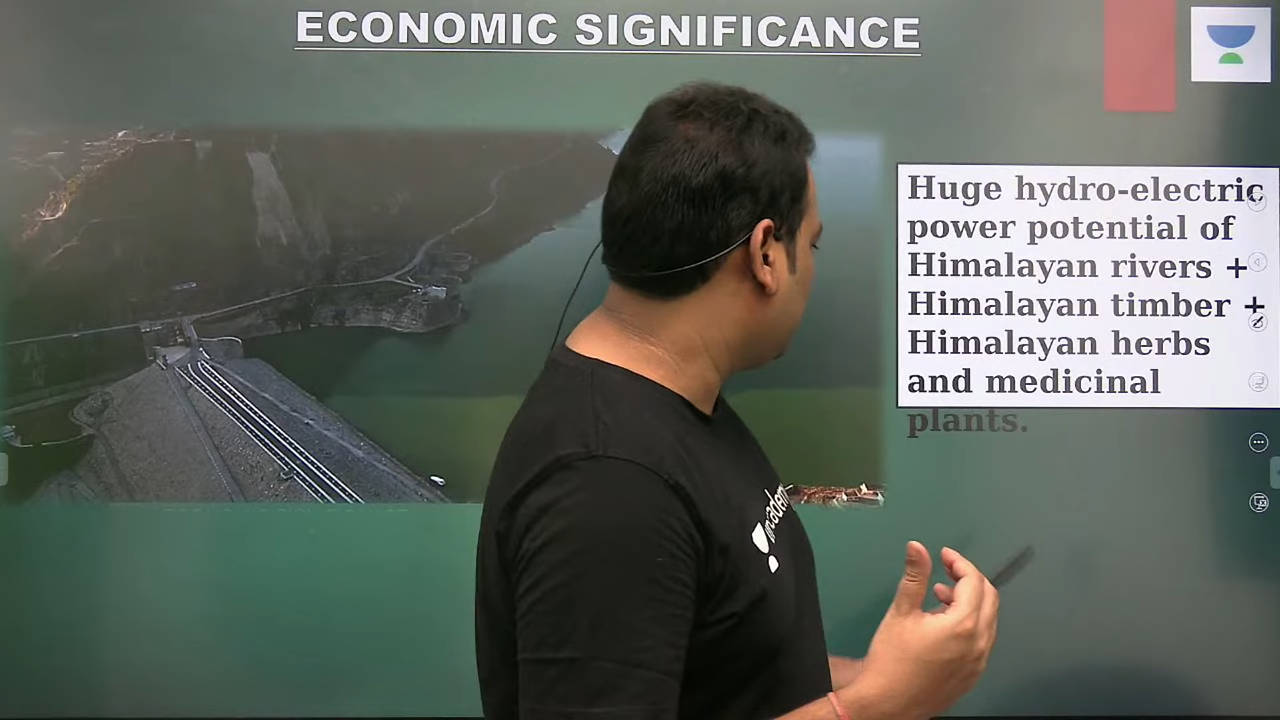 ECONOMIC SIGNIFICANCE
Huge hydro-electric
power potential of
Himalayan rivers +
Himalayan timber +
Himalayan herbs
and medicinal
plants.